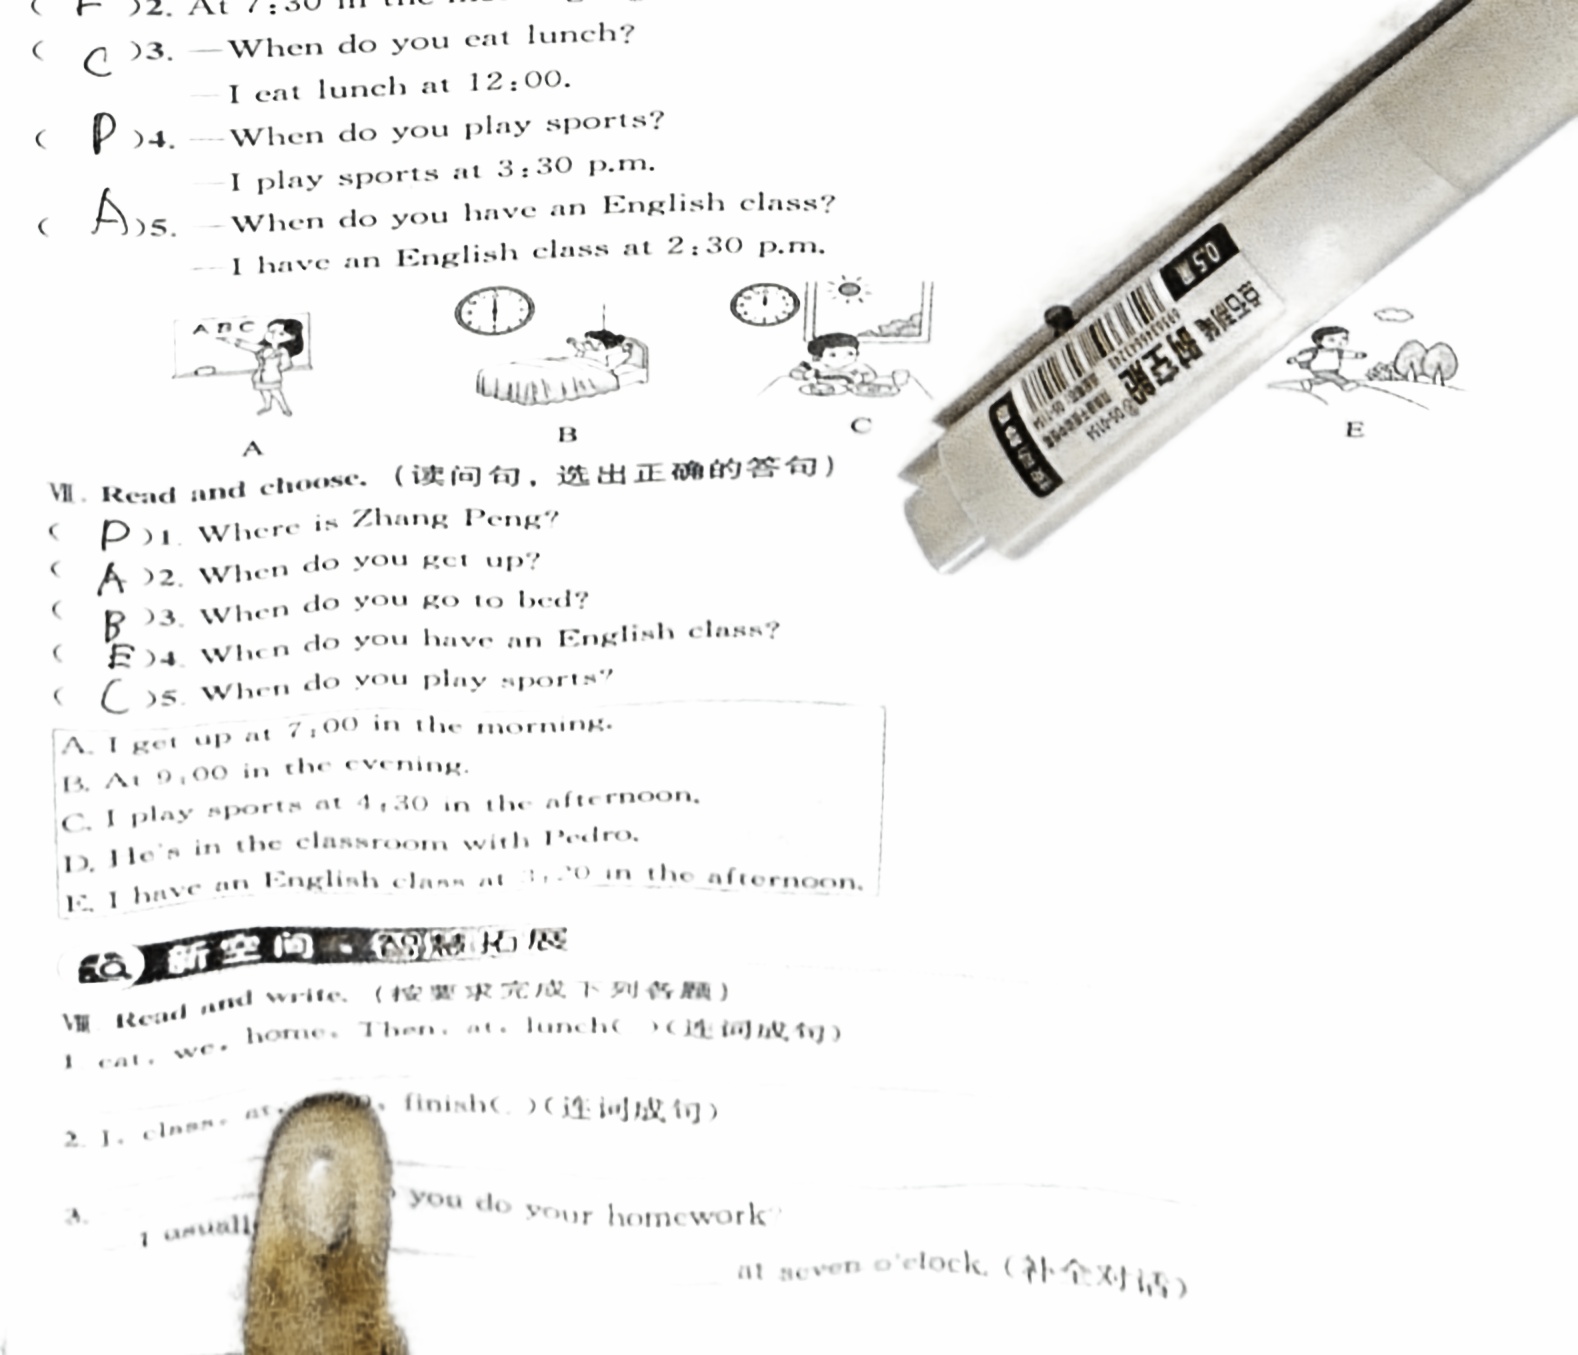 )2. At 7:30 in the
( C )3. —When do you eat lunch?
—I eat lunch at 12:00.
( P )4. —When do you play sports?
—I play sports at 3:30 p.m.
( A )5. —When do you have an English class?
—I have an English class at 2:30 p.m.
A B C
A
B
C
E
0.5
Ⅶ. Read and choose. (读问句，选出正确的答句)
( D )1. Where is Zhang Peng?
( A )2. When do you get up?
( B )3. When do you go to bed?
( E )4. When do you have an English class?
( C )5. When do you play sports?
A. I get up at 7:00 in the morning.
B. At 9:00 in the evening.
C. I play sports at 4:30 in the afternoon.
D. He's in the classroom with Pedro.
E. I have an English class at in the afternoon.
新空间·智慧拓展
Ⅷ. Read and write. (按要求完成下列各题)
1. eat, we, home, Then, at, lunch( )(连词成句)
2. I, class, at, finish(.)(连词成句)
3. you do your homework?
I usually
at seven o'clock. (补全对话)